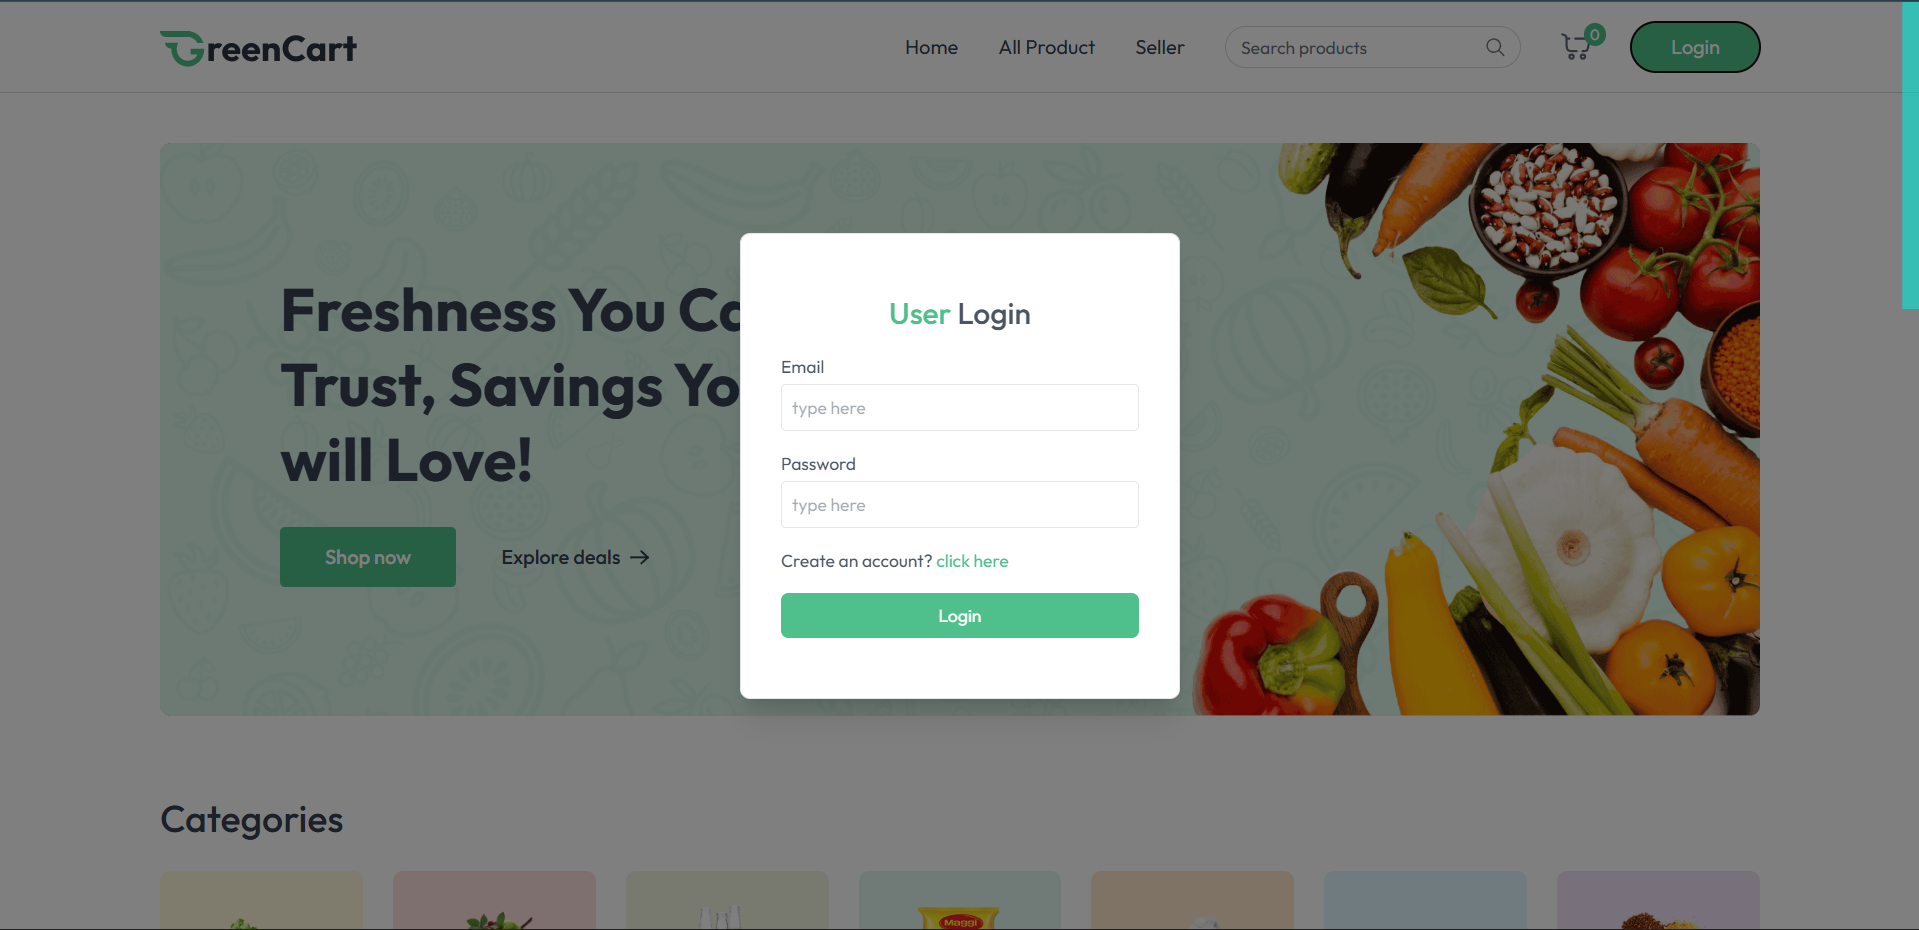 GreenCart
Home
All Product
Seller
Search products
0
Login
Freshness You Ca
Trust, Savings Yo
will Love!
Shop now
Explore deals
User Login
Email
type here
Password
type here
Create an account? click here
Login
Categories
Maggi